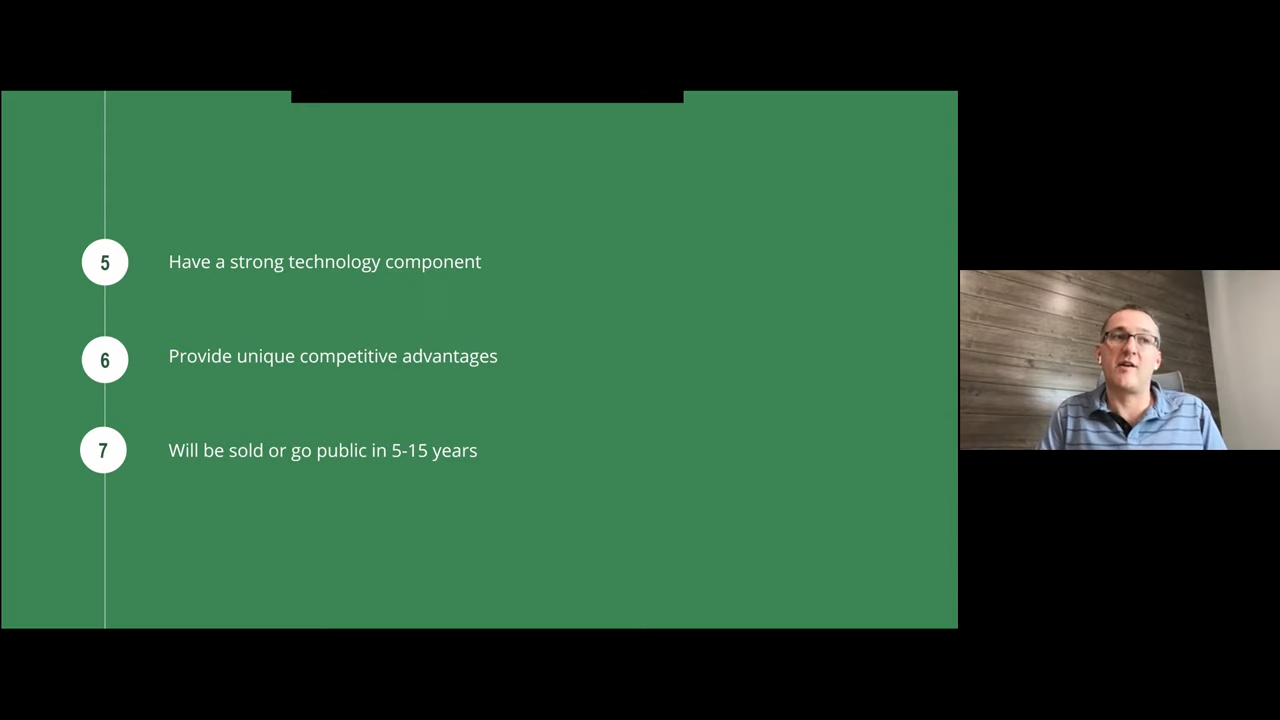 5 Have a strong technology component
6 Provide unique competitive advantages
7 Will be sold or go public in 5-15 years